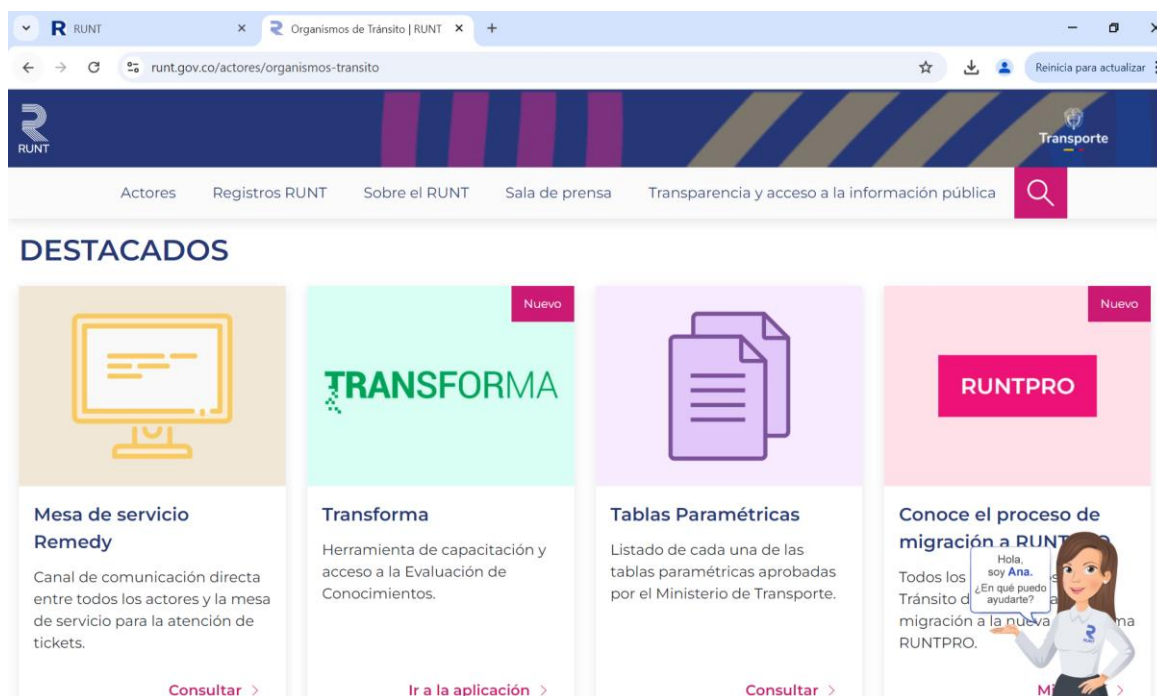 RUNT
Organismos de Tránsito | RUNT
runt.gov.co/actores/organismos-transito
Reinicia para actualizar
RUNT
Transporte
Actores
Registros RUNT
Sobre el RUNT
Sala de prensa
Transparencia y acceso a la información pública
DESTACADOS
Mesa de servicio
Remedy
Canal de comunicación directa
entre todos los actores y la mesa
de servicio para la atención de
tickets.
Consultar >
Nuevo
TRANSFORMA
Transforma
Herramienta de capacitación y
acceso a la Evaluación de
Conocimientos.
Ir a la aplicación >
Tablas Paramétricas
Listado de cada una de las
tablas paramétricas aprobadas
por el Ministerio de Transporte.
Consultar >
Nuevo
RUNTPRO
Conoce el proceso de
migración a
Todos los
Tránsito
migración a la nueva
RUNTPRO.
Hola,
soy Ana.
¿En qué puedo
ayudarte?
RUNT